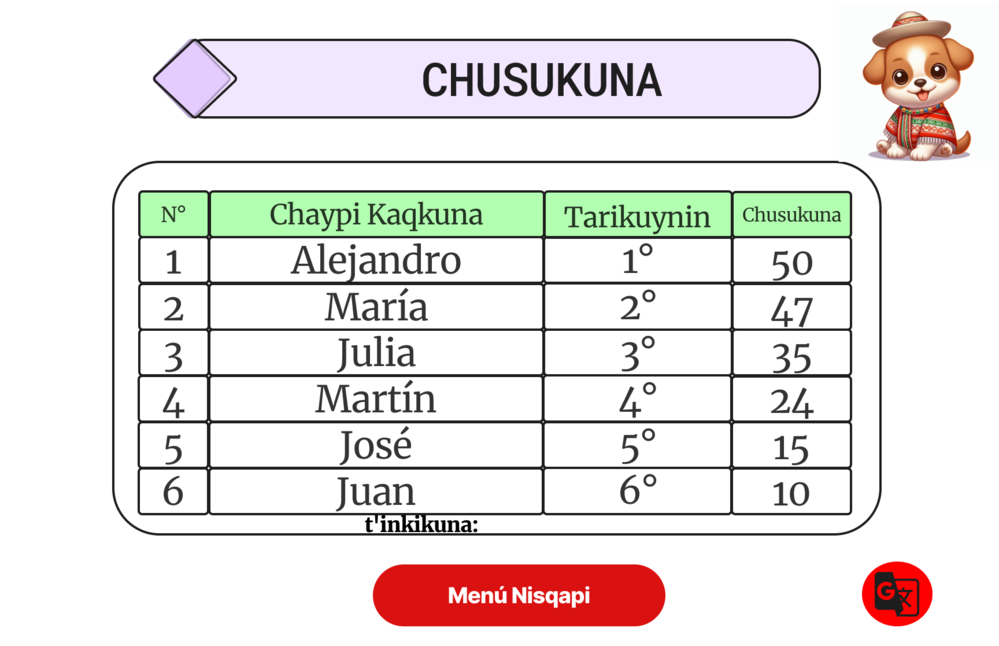 CHUSUKUNA
N° Chaypi Kaqkuna Tarikuynin Chusukuna
1 Alejandro 1° 50
2 María 2° 47
3 Julia 3° 35
4 Martín 4° 24
5 José 5° 15
6 Juan 6° 10
t'inkikuna:
Menú Nisqapi
G 文